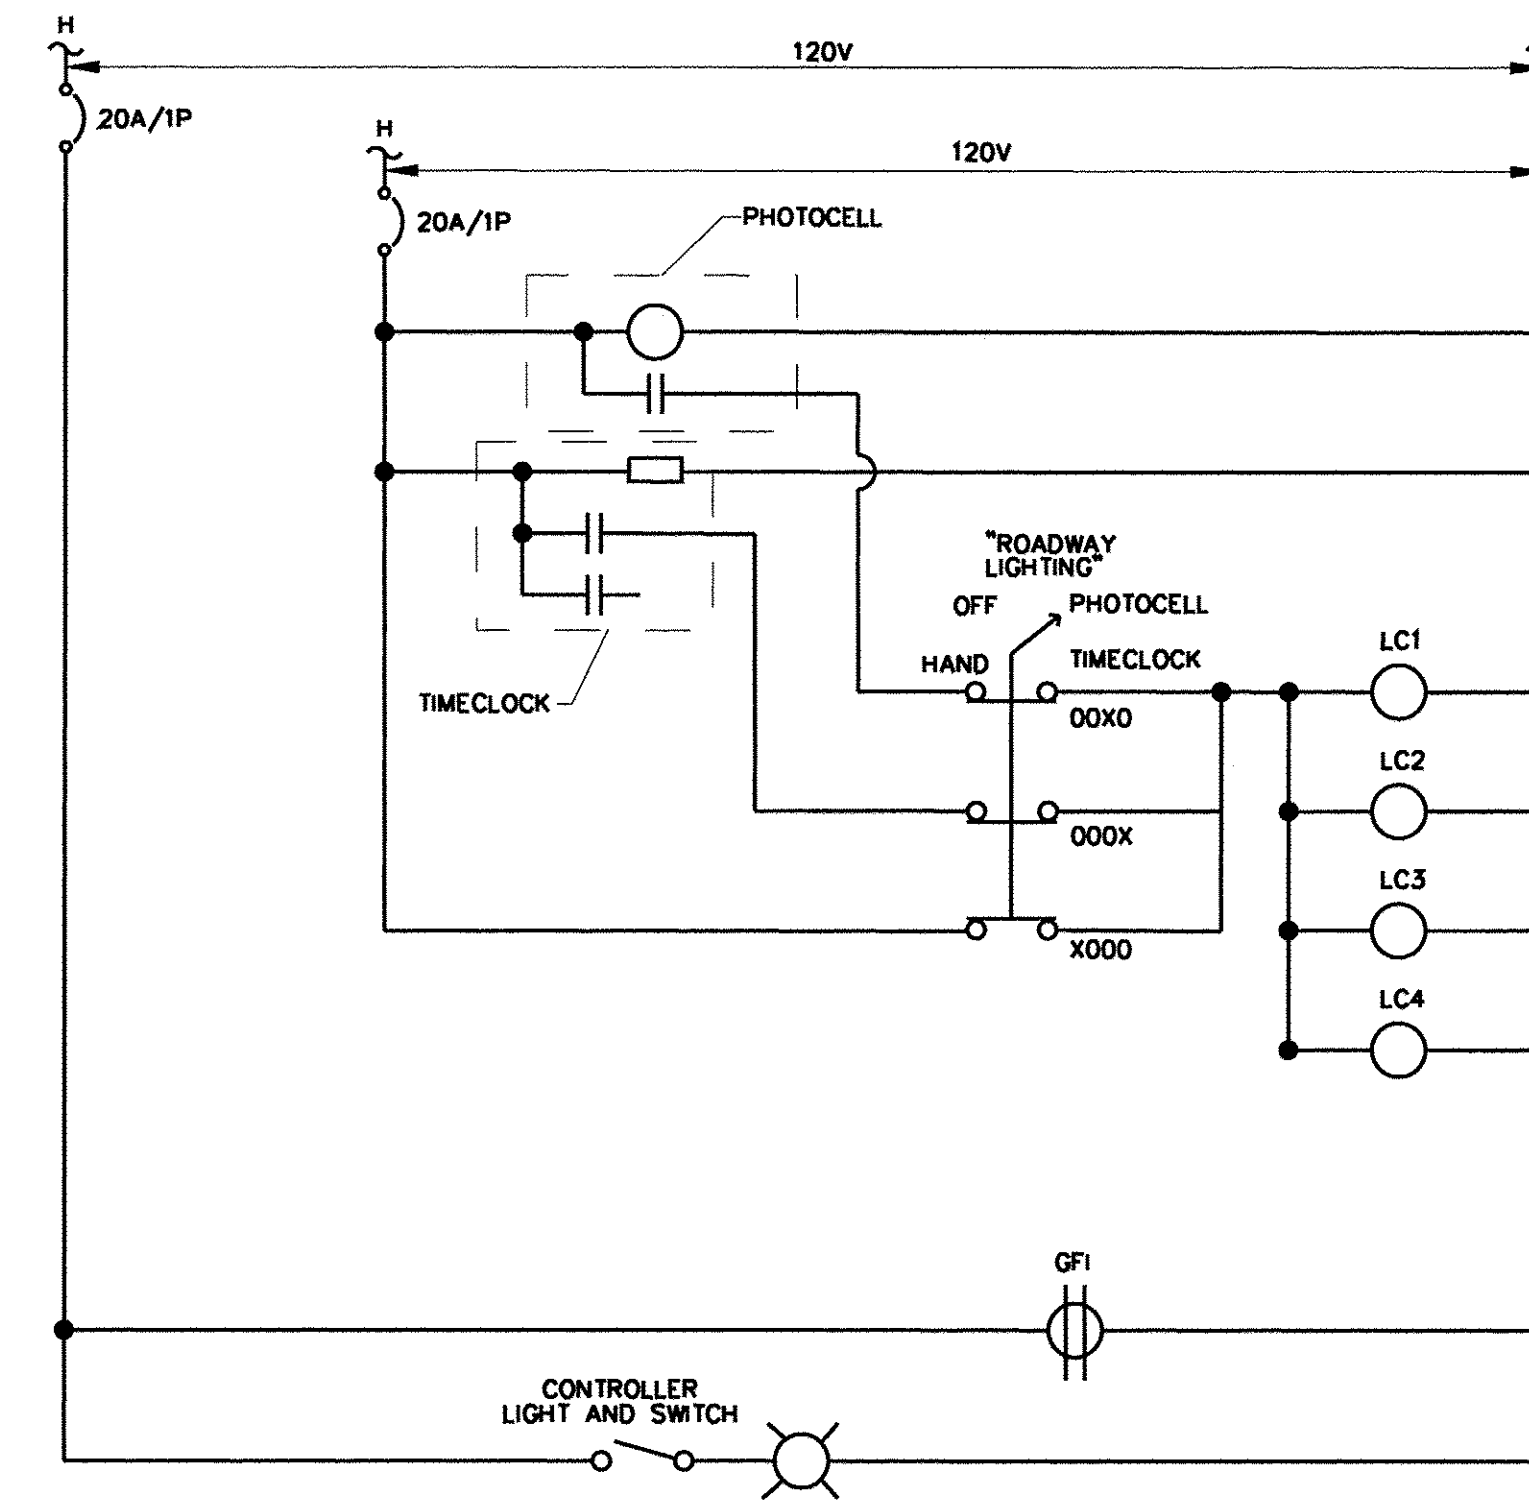 H
120V
20A/1P
H
120V
20A/1P
PHOTOCELL
"ROADWAY
LIGHTING"
OFF
PHOTOCELL
HAND
TIMECLOCK
LC1
TIMECLOCK
00X0
LC2
000X
LC3
X000
LC4
GFI
CONTROLLER
LIGHT AND SWITCH